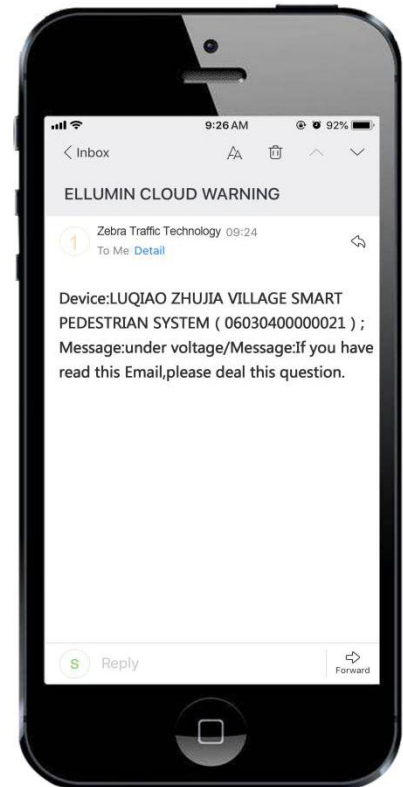 9:26 AM
92%
Inbox
AA
ELLUMIN CLOUD WARNING
1
Zebra Traffic Technology 09:24
To Me Detail
Device:LUQIAO ZHUJIA VILLAGE SMART
PEDESTRIAN SYSTEM ( 06030400000021 ) ;
Message:under voltage/Message:If you have
read this Email,please deal this question.
S
Reply
Forward